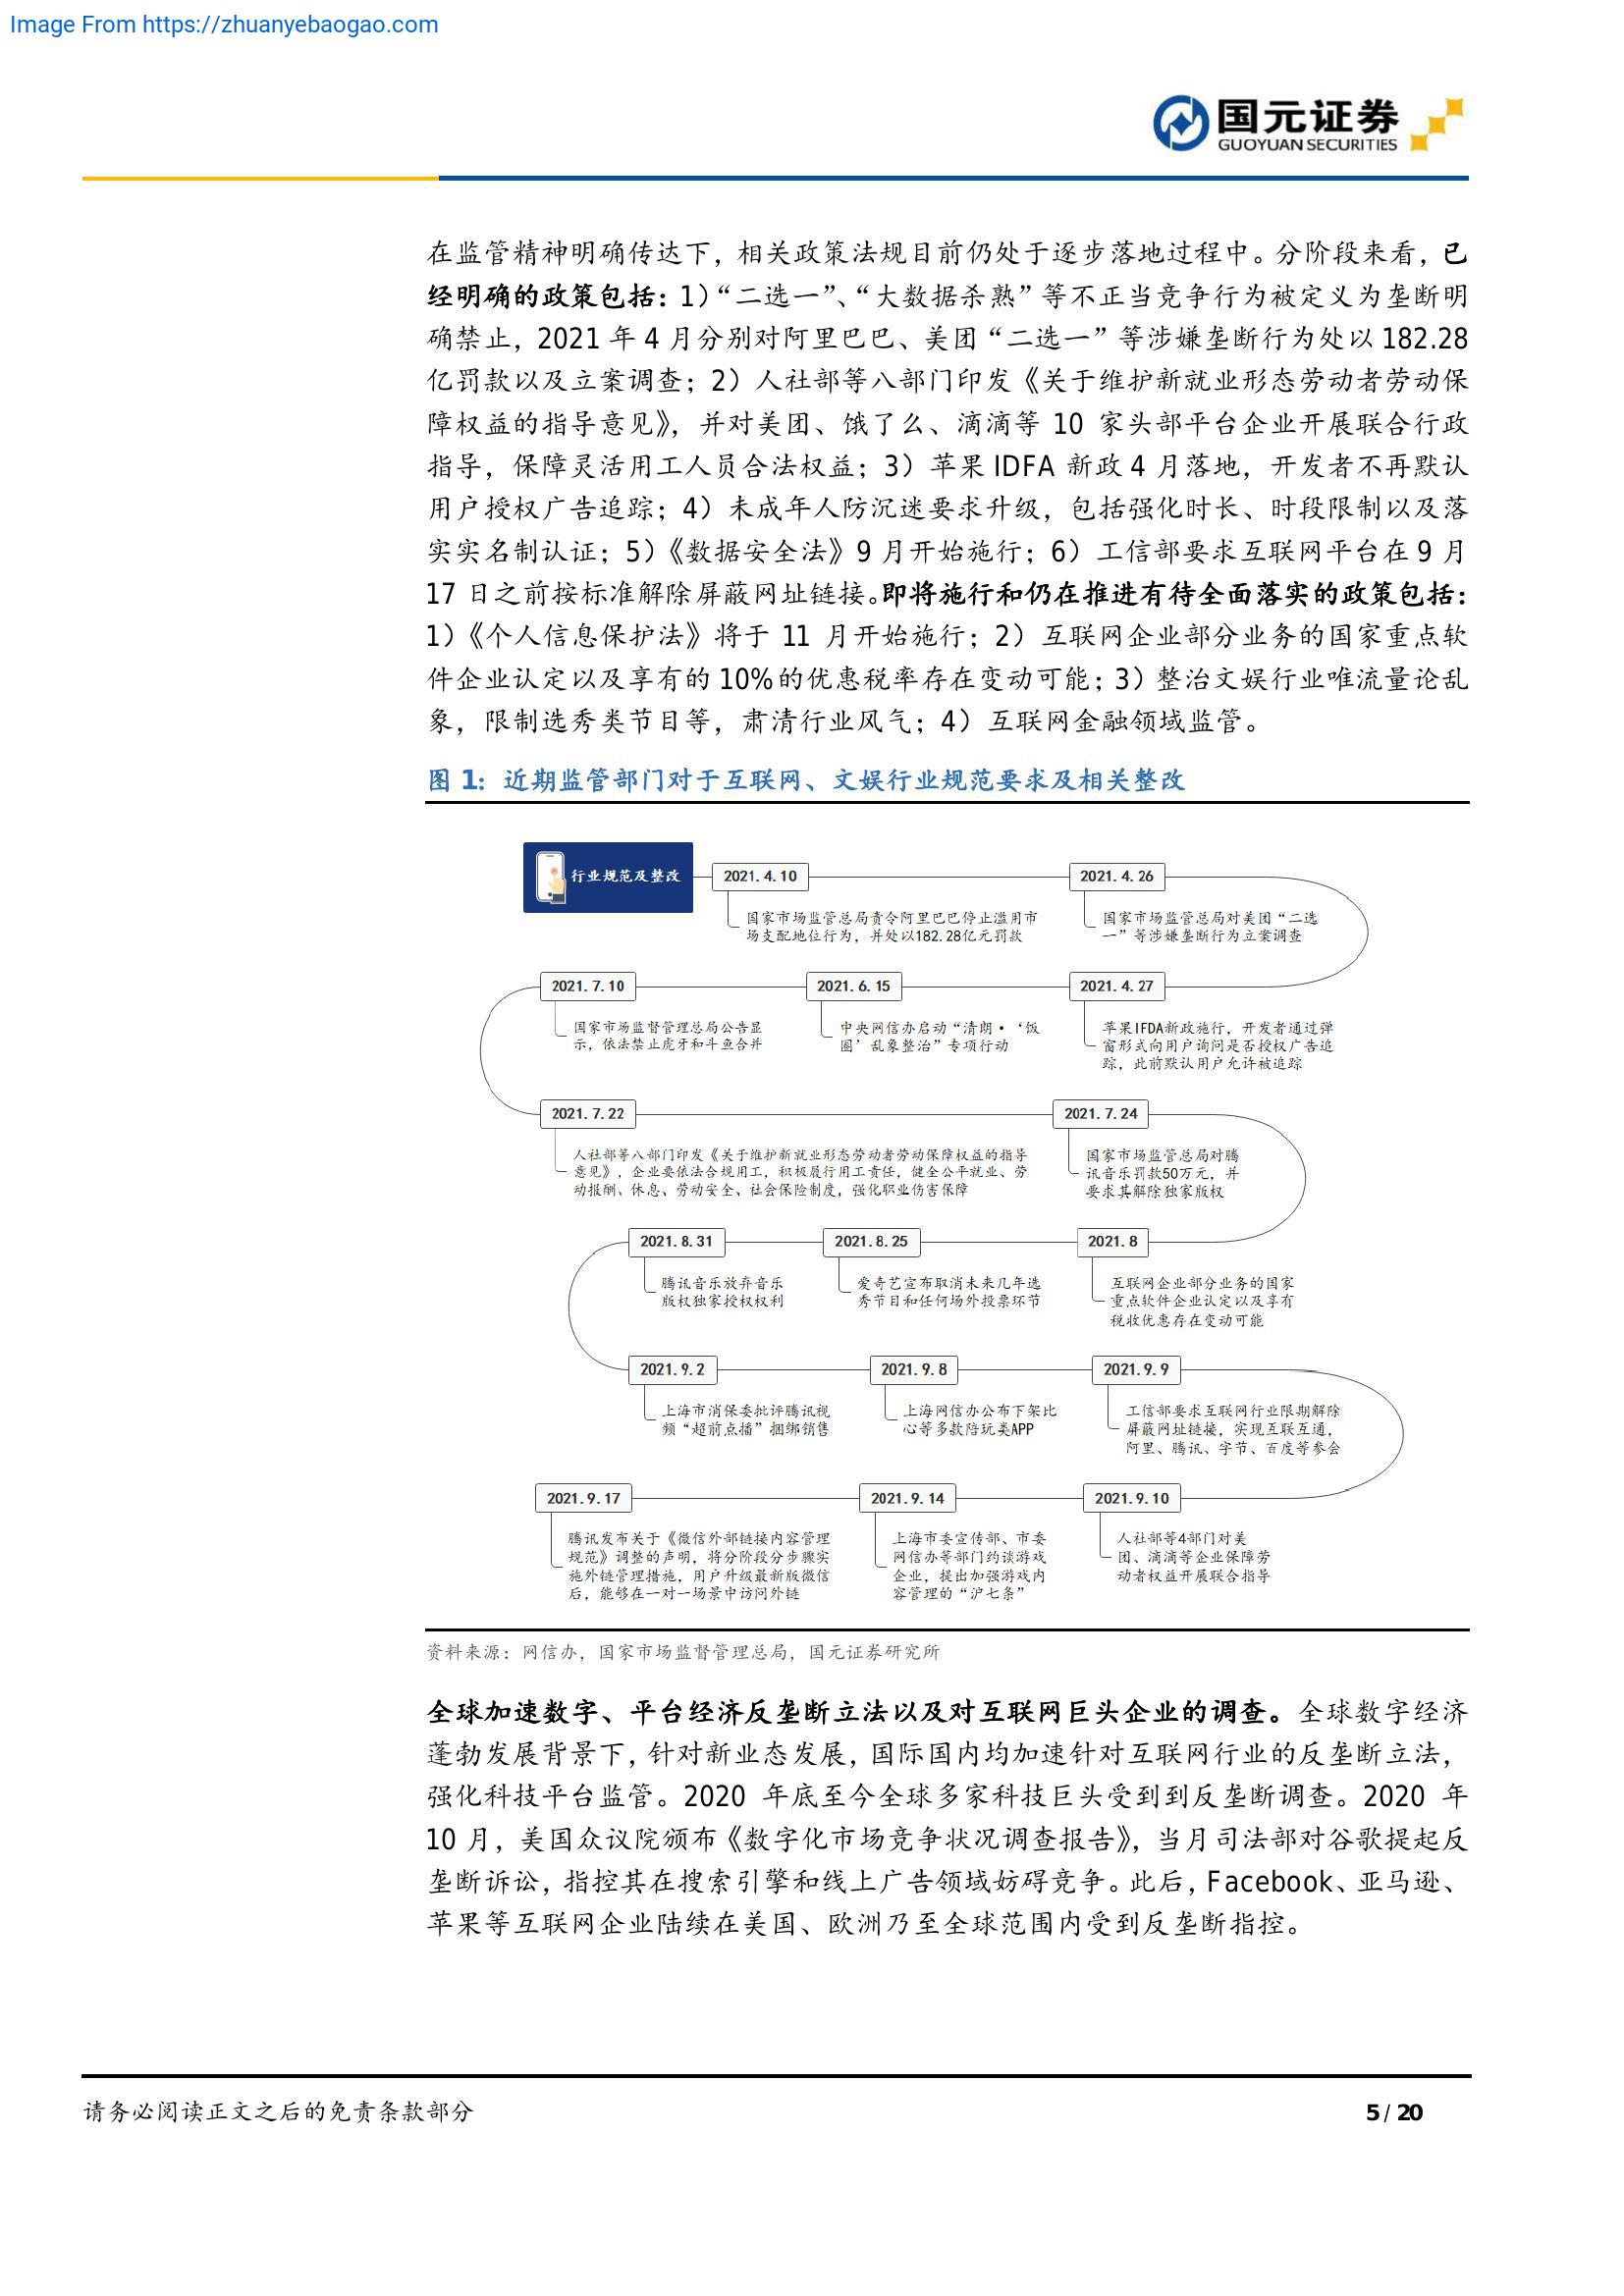 Image From https://zhuanyebaogao.com
国元证券
GUOYUAN SECURITIES
在监管精神明确传达下，相关政策法规目前仍处于逐步落地过程中。分阶段来看，已
经明确的政策包括：1）“二选一”、“大数据杀熟”等不正当竞争行为被定义为垄断明
确禁止，2021 年 4 月分别对阿里巴巴、美团“二选一”等涉嫌垄断行为处以 182.28
亿罚款以及立案调查；2）人社部等八部门印发《关于维护新就业形态劳动者劳动保
障权益的指导意见》，并对美团、饿了么、滴滴等 10 家头部平台企业开展联合行政
指导，保障灵活用工人员合法权益；3）苹果 IDFA 新政 4 月落地，开发者不再默认
用户授权广告追踪；4）未成年人防沉迷要求升级，包括强化时长、时段限制以及落
实实名制认证；5）《数据安全法》9 月开始施行；6）工信部要求互联网平台在 9 月
17 日之前按标准解除屏蔽网址链接。即将施行和仍在推进有待全面落实的政策包括：
1）《个人信息保护法》将于 11 月开始施行；2）互联网企业部分业务的国家重点软
件企业认定以及享有的 10%的优惠税率存在变动可能；3）整治文娱行业唯流量论乱
象，限制选秀类节目等，肃清行业风气；4）互联网金融领域监管。
图 1：近期监管部门对于互联网、文娱行业规范要求及相关整改
行业规范及整改
2021.4.10
国家市场监管总局责令阿里巴巴停止滥用市
场支配地位行为，并处以182.28亿元罚款
2021.4.26
国家市场监管总局对美团“二选
一”等涉嫌垄断行为立案调查
2021.4.27
苹果IFDA新政施行，开发者通过弹
窗形式向用户询问是否授权广告追
踪，此前默认用户允许被追踪
2021.6.15
中央网信办启动“清朗·‘饭
圈’乱象整治”专项行动
2021.7.10
国家市场监督管理总局公告显
示，依法禁止虎牙和斗鱼合并
2021.7.22
人社部等八部门印发《关于维护新就业形态劳动者劳动保障权益的指导
意见》，企业要依法合规用工，积极履行用工责任，健全公平就业、劳
动报酬、休息、劳动安全、社会保险制度，强化职业伤害保障
2021.7.24
国家市场监管总局对腾
讯音乐罚款50万元，并
要求其解除独家版权
2021.8
互联网企业部分业务的国家
重点软件企业认定以及享有
税收优惠存在变动可能
2021.8.25
爱奇艺宣布取消未来几年选
秀节目和任何场外投票环节
2021.8.31
腾讯音乐放弃音乐
版权独家授权权利
2021.9.2
上海市消保委批评腾讯视
频“超前点播”捆绑销售
2021.9.8
上海网信办公布下架比
心等多款陪玩类APP
2021.9.9
工信部要求互联网行业限期解除
屏蔽网址链接，实现互联互通，
阿里、腾讯、字节、百度等参会
2021.9.10
人社部等4部门对美
团、滴滴等企业保障劳
动者权益开展联合指导
2021.9.14
上海市委宣传部、市委
网信办等部门约谈游戏
企业，提出加强游戏内
容管理的“沪七条”
2021.9.17
腾讯发布关于《微信外部链接内容管理
规范》调整的声明，将分阶段分步骤实
施外链管理措施，用户升级最新版微信
后，能够在一对一场景中访问外链
资料来源：网信办，国家市场监督管理总局，国元证券研究所
全球加速数字、平台经济反垄断立法以及对互联网巨头企业的调查。全球数字经济
蓬勃发展背景下，针对新业态发展，国际国内均加速针对互联网行业的反垄断立法，
强化科技平台监管。2020 年底至今全球多家科技巨头受到到反垄断调查。2020 年
10 月，美国众议院颁布《数字化市场竞争状况调查报告》，当月司法部对谷歌提起反
垄断诉讼，指控其在搜索引擎和线上广告领域妨碍竞争。此后，Facebook、亚马逊、
苹果等互联网企业陆续在美国、欧洲乃至全球范围内受到反垄断指控。
请务必阅读正文之后的免责条款部分
5 / 20